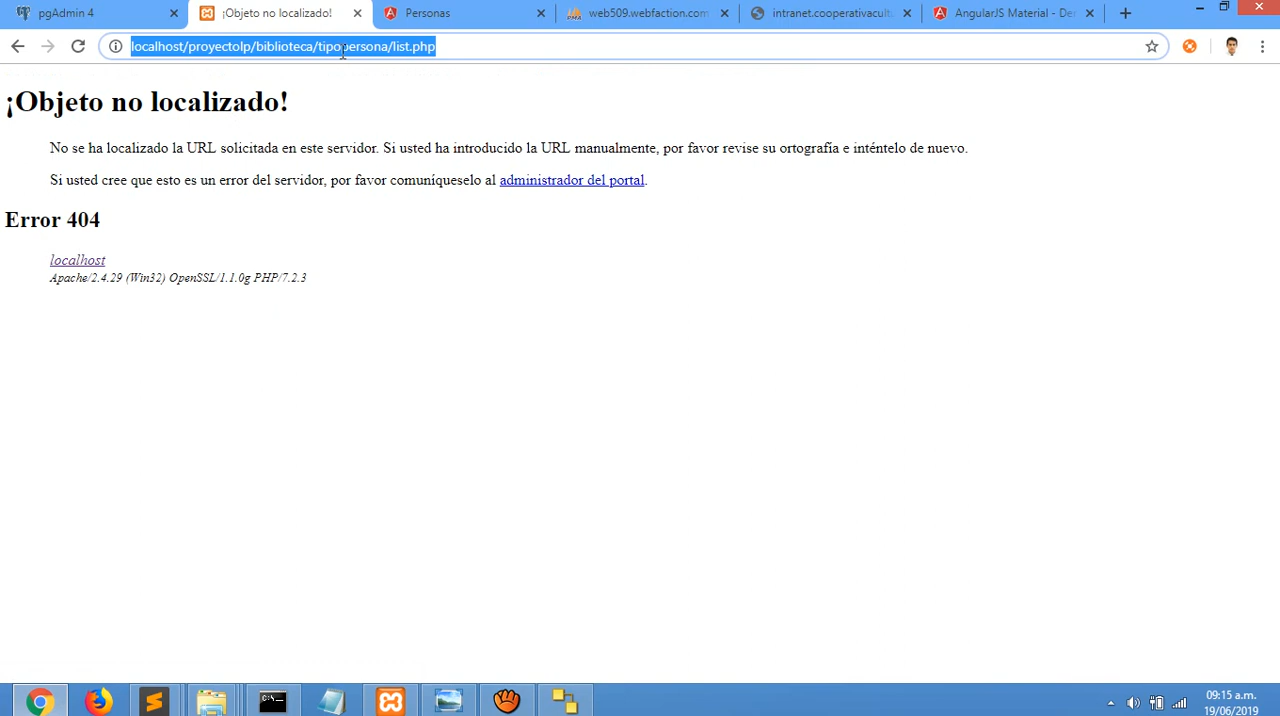 pgAdmin 4
¡Objeto no localizado!
Personas
web509.webfaction.com
intranet.cooperativacult
AngularJS Material - De
localhost/proyectolp/biblioteca/tipopersona/list.php
¡Objeto no localizado!
No se ha localizado la URL solicitada en este servidor. Si usted ha introducido la URL manualmente, por favor revise su ortografía e inténtelo de nuevo.
Si usted cree que esto es un error del servidor, por favor comuníqueselo al administrador del portal.
Error 404
localhost
Apache/2.4.29 (Win32) OpenSSL/1.1.0g PHP/7.2.3
09:15 a.m.
19/06/2019